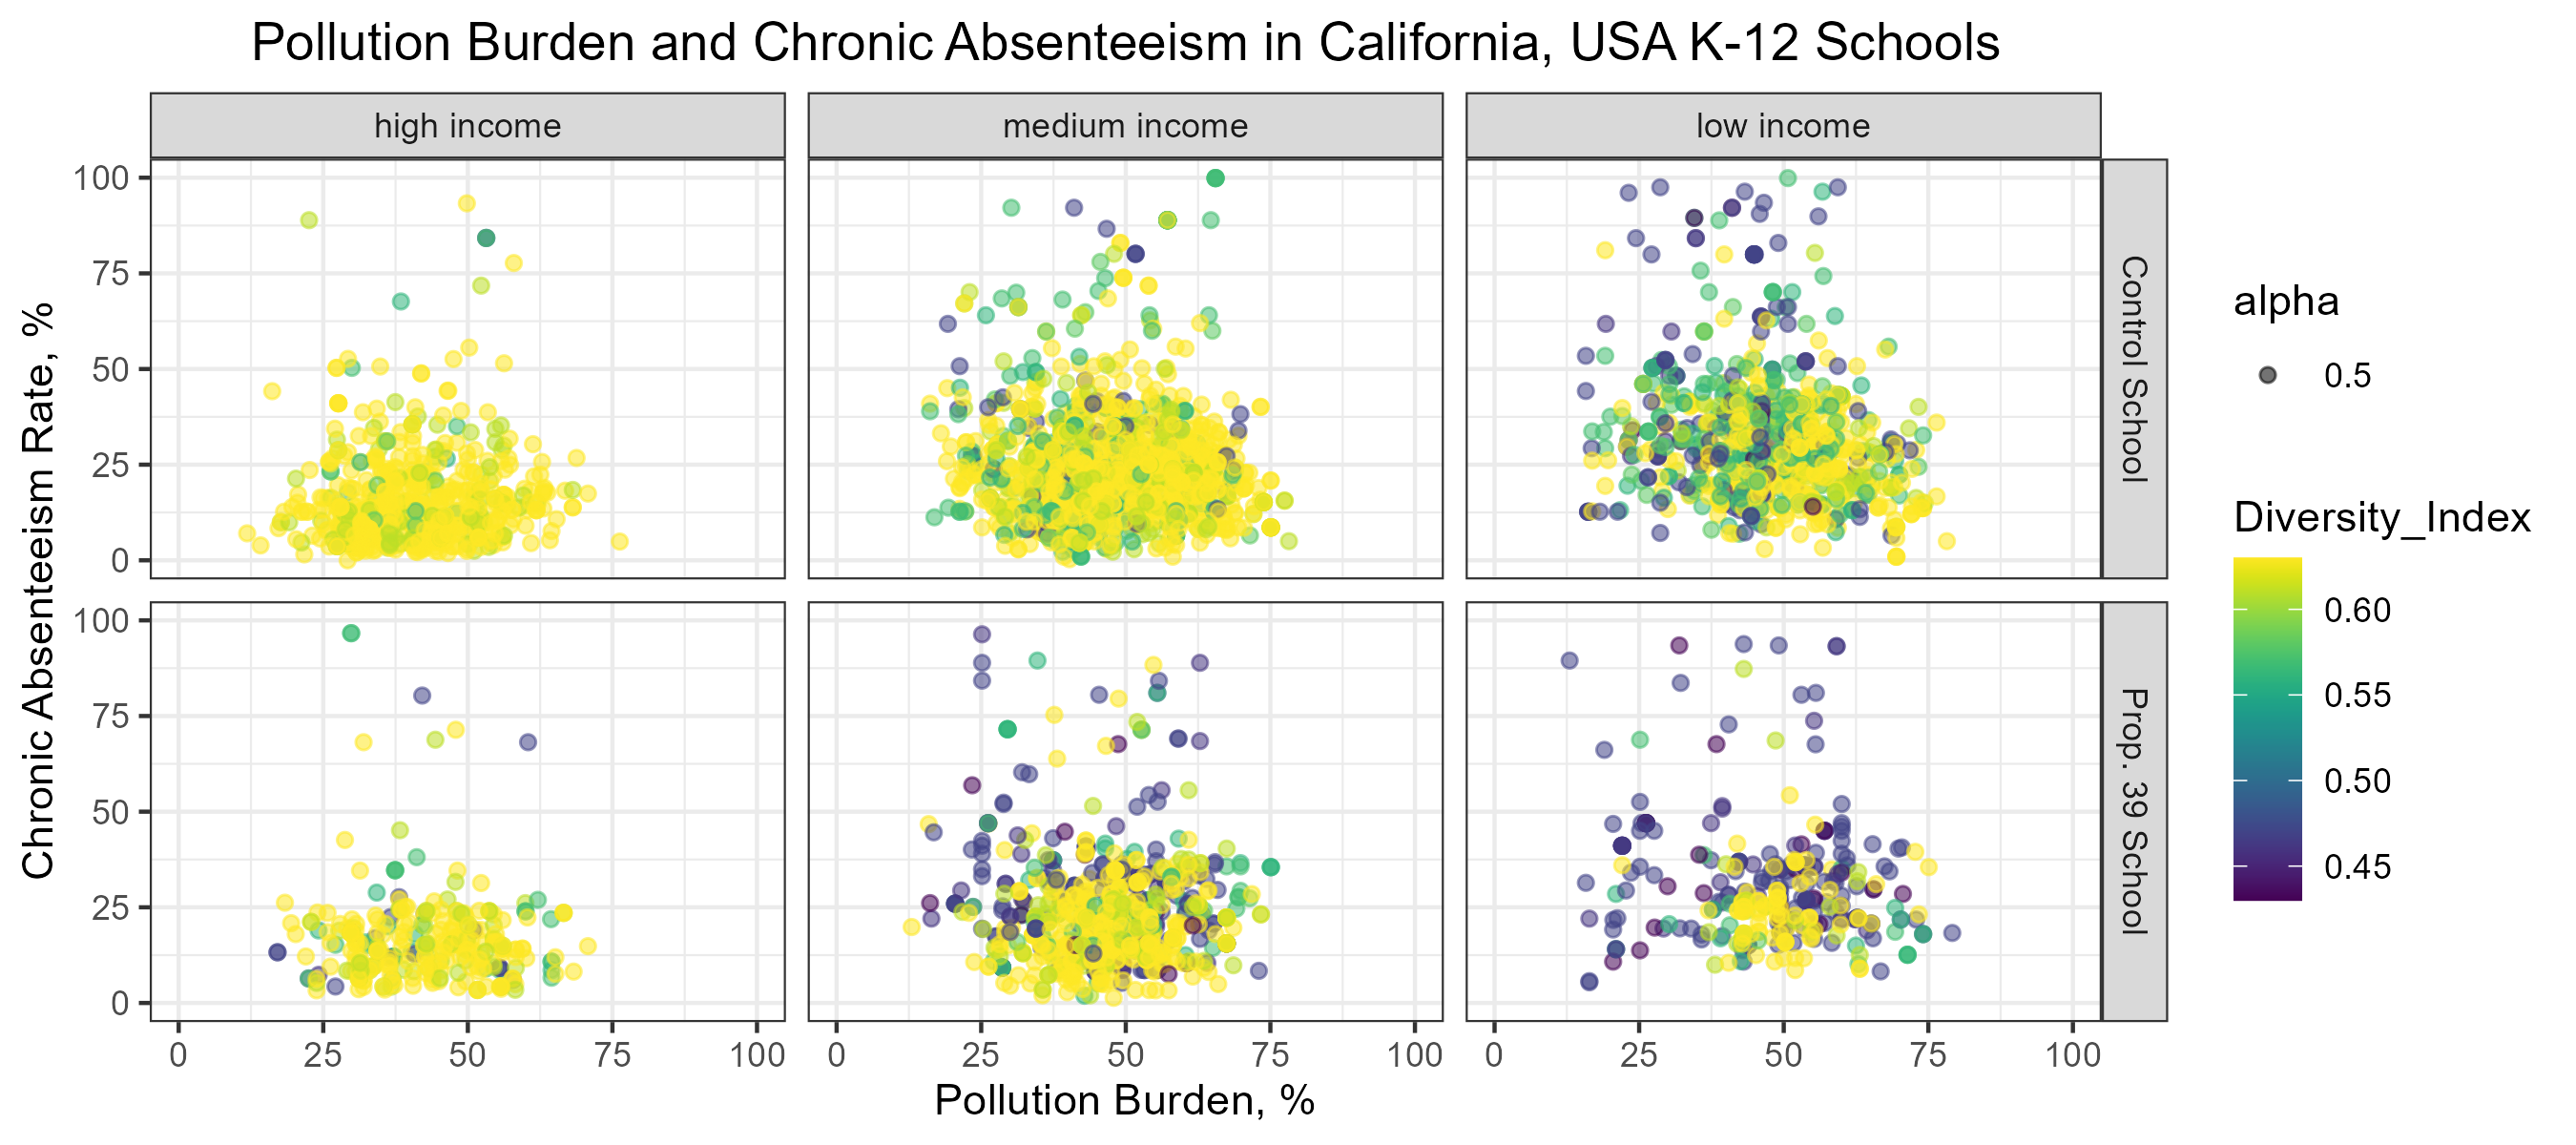 Pollution Burden and Chronic Absenteeism in California, USA K-12 Schools
high income
medium income
low income
Chronic Absenteeism Rate, %
100
75
50
25
0
Control School
100
75
50
25
0
Prop. 39 School
0 25 50 75 100
0 25 50 75 100
0 25 50 75 100
Pollution Burden, %
alpha
0.5
Diversity_Index
0.60
0.55
0.50
0.45